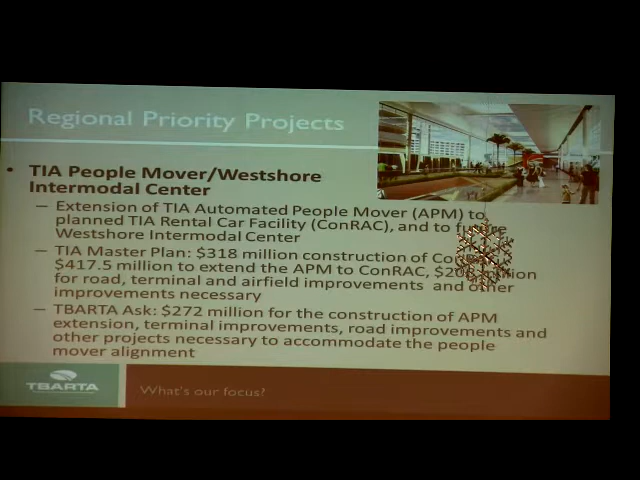 Regional Priority Projects
• TIA People Mover/Westshore
Intermodal Center
– Extension of TIA Automated People Mover (APM) to
planned TIA Rental Car Facility (ConRAC), and to future
Westshore Intermodal Center
– TIA Master Plan: $318 million construction of
$417.5 million to extend the APM to ConRAC,
for road, terminal and airfield improvements and other
improvements necessary
– TBARTA Ask: $272 million for the construction of APM
extension, terminal improvements, road improvements and
other projects necessary to accommodate the people
mover alignment
TBARTA
What's our focus?